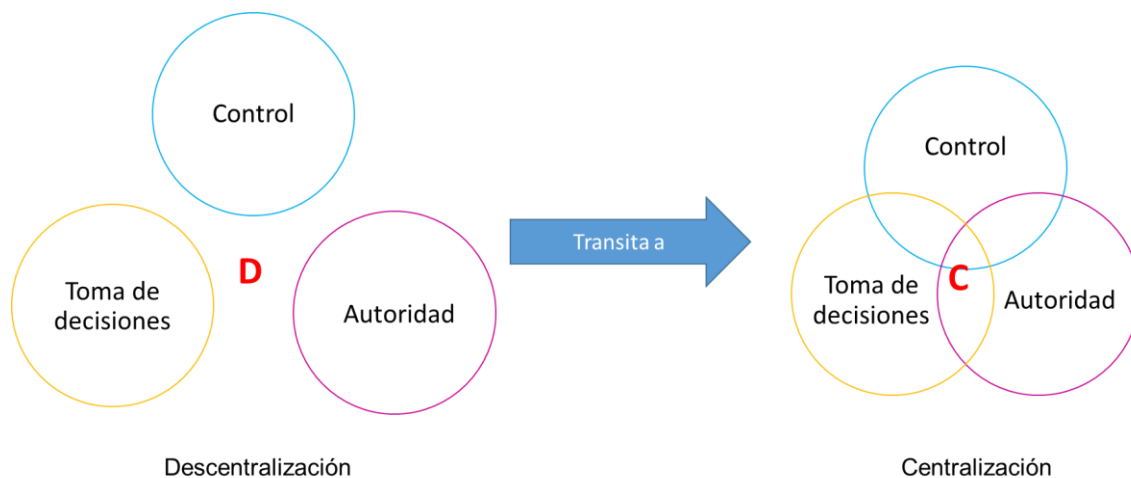 Control
D
Toma de
decisiones
Autoridad
Descentralización
Transita a
Control
C
Toma de
decisiones
Autoridad
Centralización